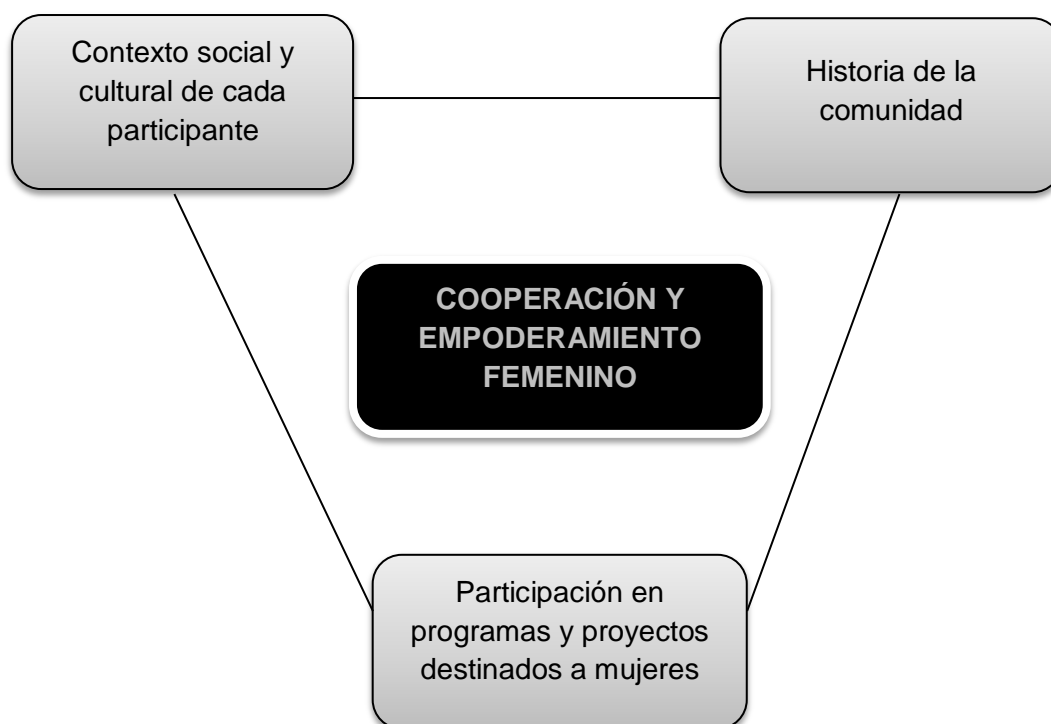 Contexto social y
cultural de cada
participante
Historia de la
comunidad
COOPERACIÓN Y
EMPODERAMIENTO
FEMENINO
Participación en
programas y proyectos
destinados a mujeres